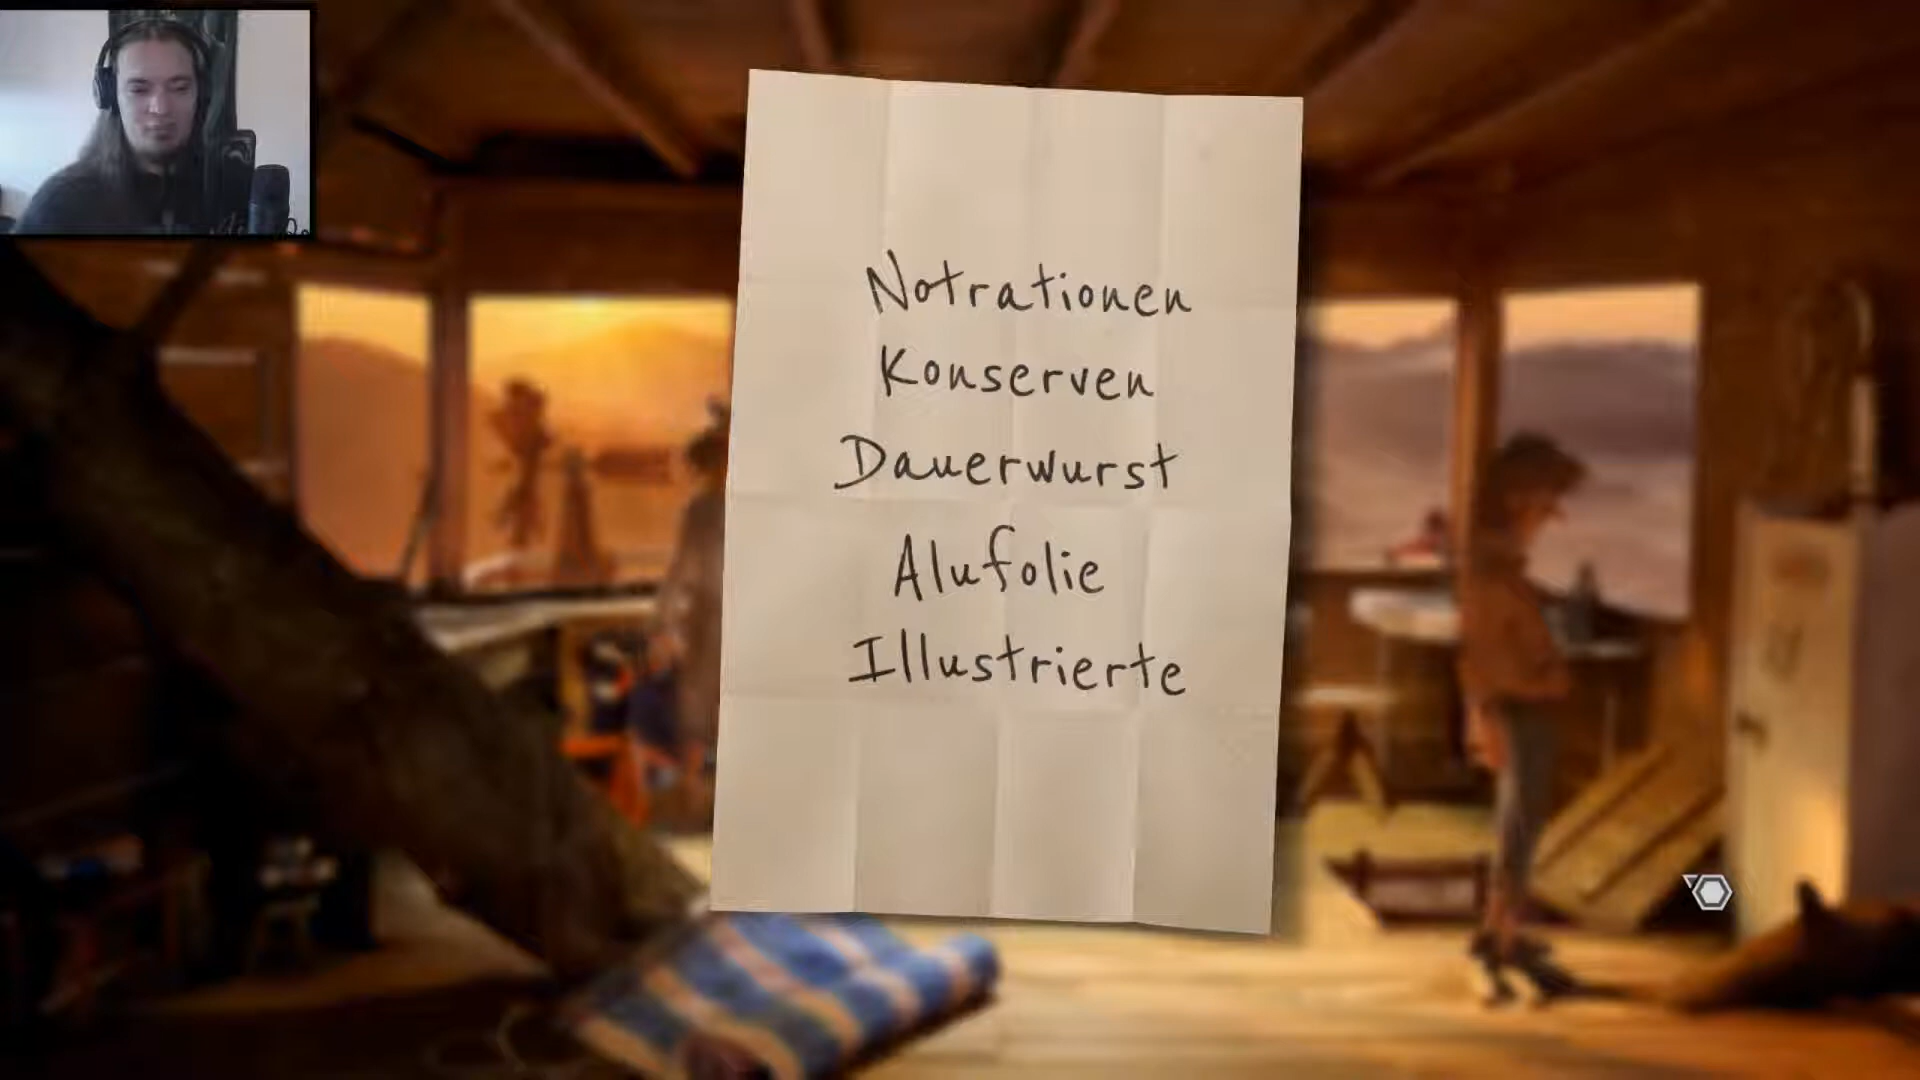 Notrationen
Konserven
Dauerwurst
Alufolie
Illustrierte